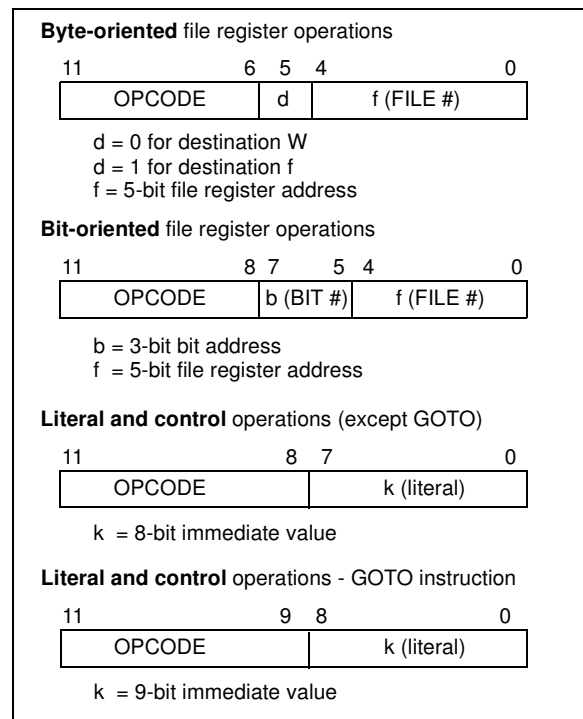 Byte-oriented file register operations
11 6 5 4 0
OPCODE d f (FILE #)
d = 0 for destination W
d = 1 for destination f
f = 5-bit file register address
Bit-oriented file register operations
11 8 7 5 4 0
OPCODE b (BIT #) f (FILE #)
b = 3-bit bit address
f = 5-bit file register address
Literal and control operations (except GOTO)
11 8 7 0
OPCODE k (literal)
k = 8-bit immediate value
Literal and control operations - GOTO instruction
11 9 8 0
OPCODE k (literal)
k = 9-bit immediate value